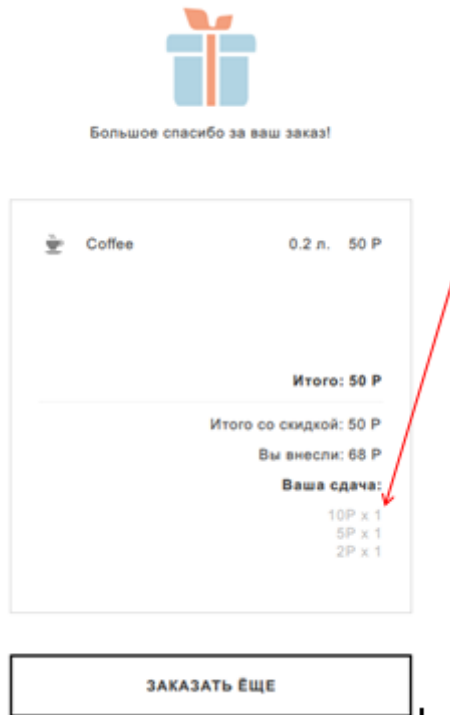 Большое спасибо за ваш заказ!
Coffee 0.2 л. 50 Р
Итого: 50 Р
Итого со скидкой: 50 Р
Вы внесли: 68 Р
Ваша сдача:
10Р x 1
5Р x 1
2Р x 1
ЗАКАЗАТЬ ЁЩЕ